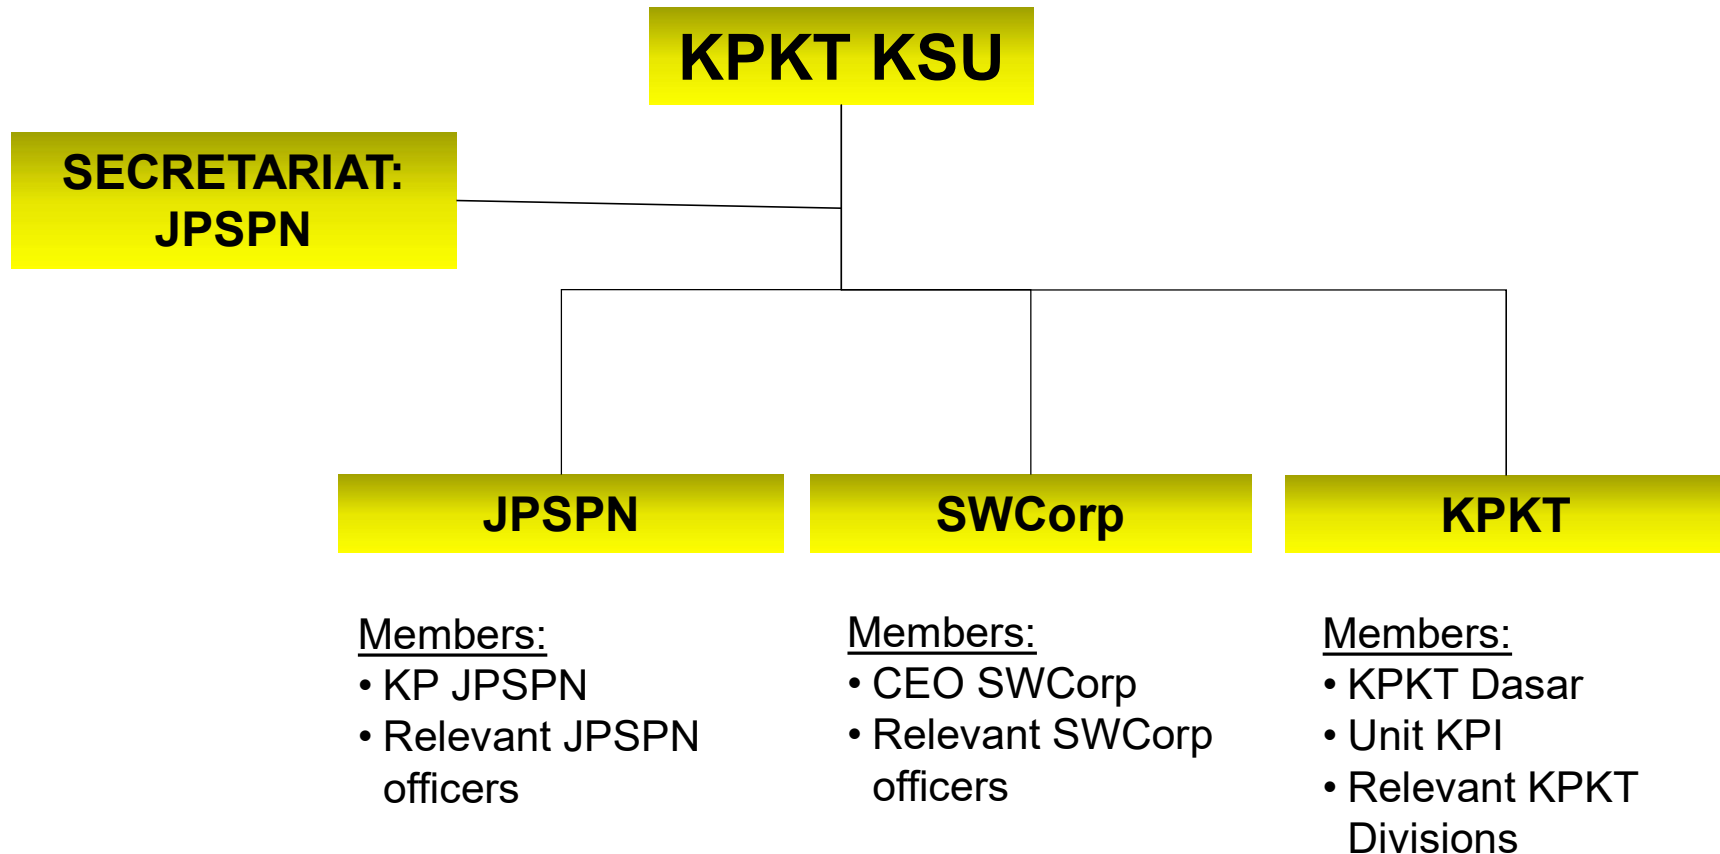 KPKT KSU
SECRETARIAT:
JPSPN
JPSPN
SWCorp
KPKT
Members:
• KP JPSPN
• Relevant JPSPN
officers
Members:
• CEO SWCorp
• Relevant SWCorp
officers
Members:
• KPKT Dasar
• Unit KPI
• Relevant KPKT
Divisions